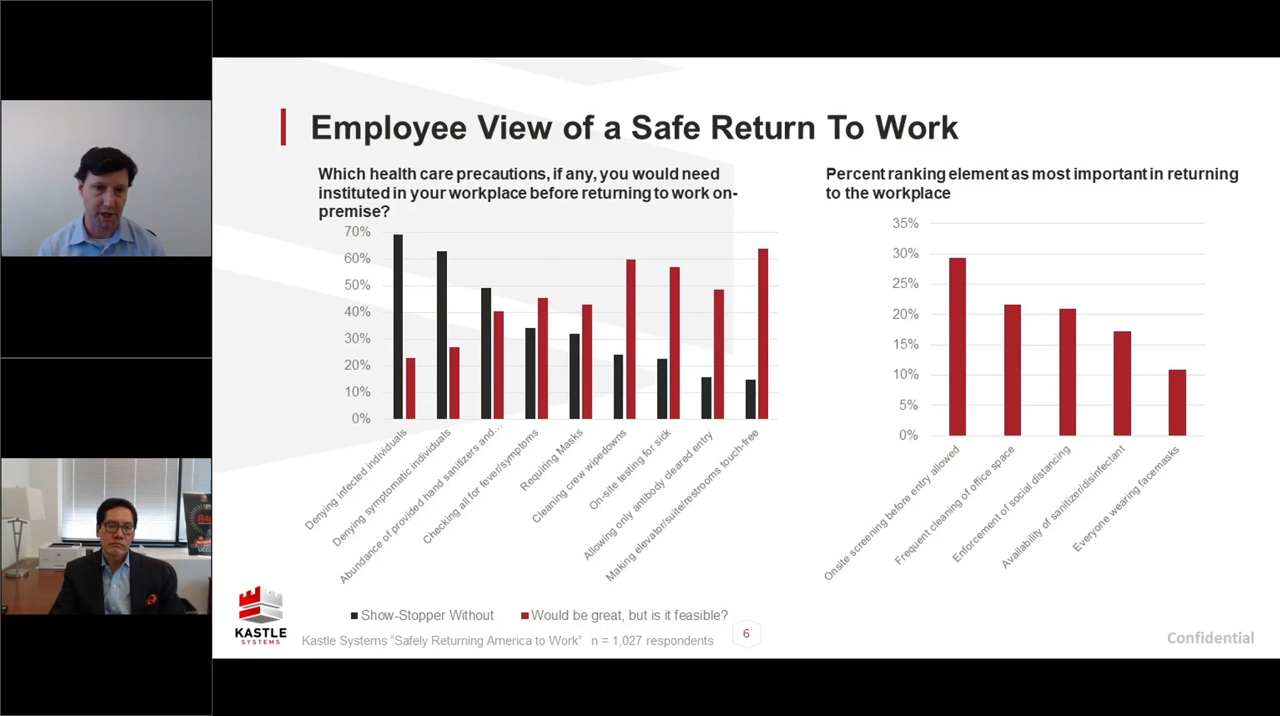 Employee View of a Safe Return To Work
Which health care precautions, if any, you would need
instituted in your workplace before returning to work on-
premise?
70%
60%
50%
40%
30%
20%
10%
0%
Denying infected individuals
Denying symptomatic individuals
Abundance of provided hand sanitizers and…
Checking all for fever/symptoms
Requiring Masks
Cleaning crew wipedowns
On-site testing for sick
Allowing only antibody cleared entry
Making elevator/suite/restrooms touch-free
Show-Stopper Without
Would be great, but is it feasible?
Percent ranking element as most important in returning
to the workplace
35%
30%
25%
20%
15%
10%
5%
0%
Onsite screening before entry allowed
Frequent cleaning of office space
Enforcement of social distancing
Availability of sanitizer/disinfectant
Everyone wearing facemasks
KASTLE
SYSTEMS
Kastle Systems "Safely Returning America to Work" n = 1,027 respondents
6
Confidential